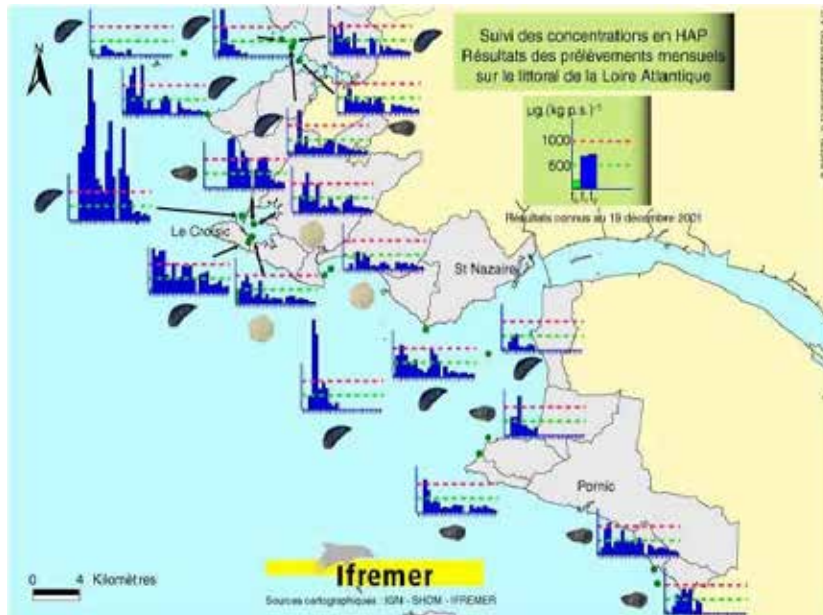 Suivi des concentrations en HAP
Résultats des prélèvements mensuels
sur le littoral de la Loire Atlantique
N
µg.(kg p.s.)⁻¹
1000
500
Résultats connus au 19 décembre 2001
Le Croisic
St Nazaire
Pornic
0 4 Kilomètres
Ifremer
Sources cartographiques : IGN - SHOM - IFREMER